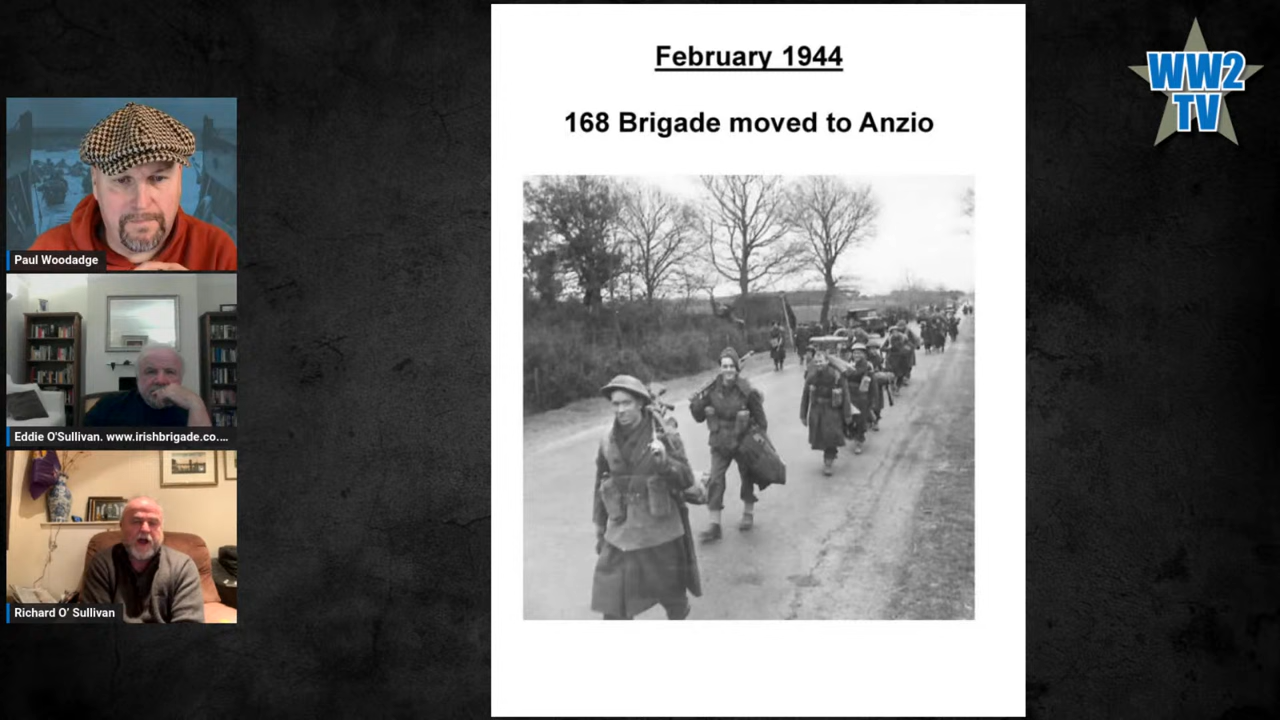 February 1944
168 Brigade moved to Anzio
WW2
TV
Paul Woodadge
Eddie O'Sullivan. www.irishbrigade.co....
Richard O' Sullivan